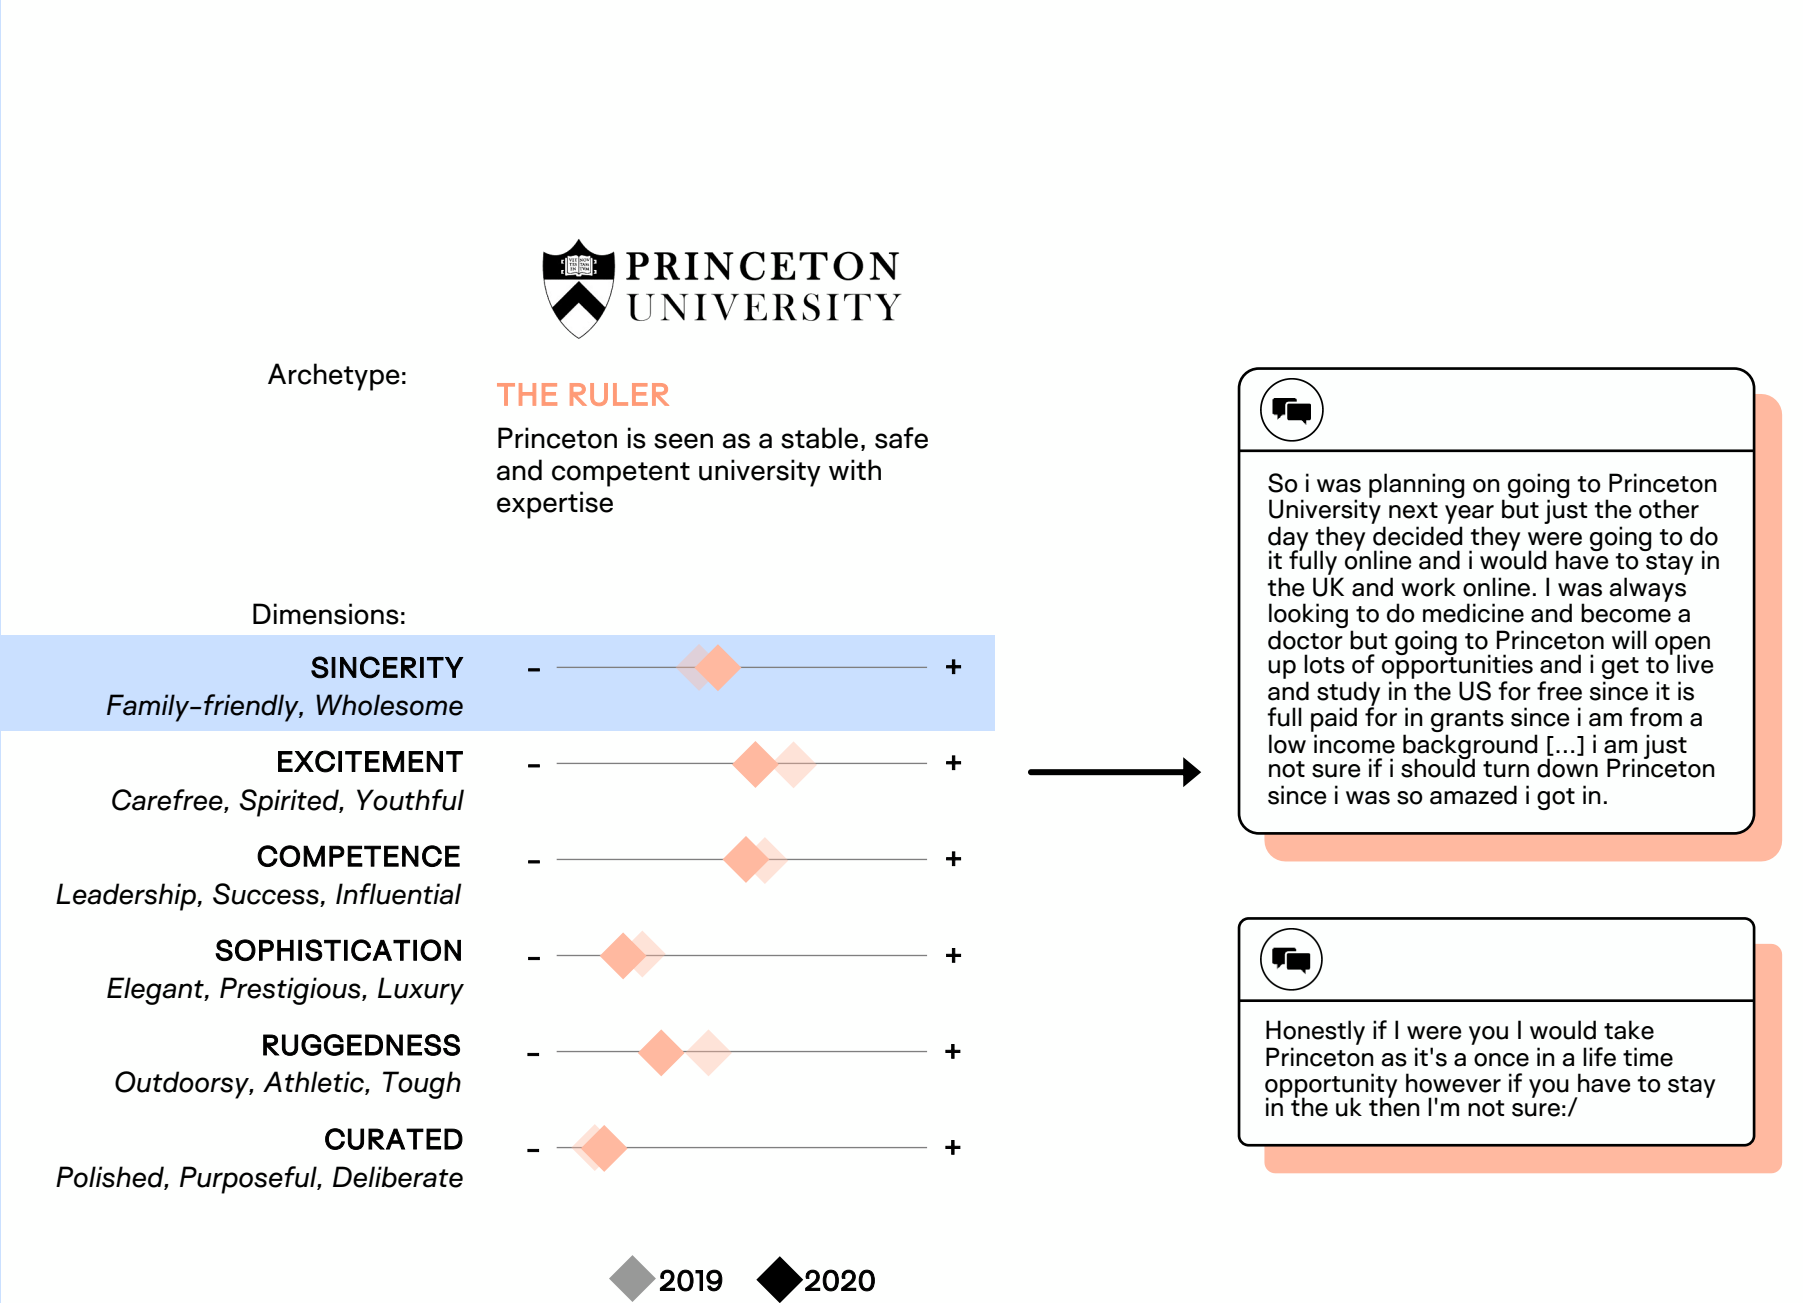 PRINCETON
UNIVERSITY
Archetype:
THE RULER
Princeton is seen as a stable, safe
and competent university with
expertise
Dimensions:
SINCERITY
- +
Family-friendly, Wholesome
EXCITEMENT
- +
Carefree, Spirited, Youthful
COMPETENCE
- +
Leadership, Success, Influential
SOPHISTICATION
- +
Elegant, Prestigious, Luxury
RUGGEDNESS
- +
Outdoorsy, Athletic, Tough
CURATED
- +
Polished, Purposeful, Deliberate
2019 2020
So i was planning on going to Princeton
University next year but just the other
day they decided they were going to do
it fully online and i would have to stay in
the UK and work online. I was always
looking to do medicine and become a
doctor but going to Princeton will open
up lots of opportunities and i get to live
and study in the US for free since it is
full paid for in grants since i am from a
low income background [...] i am just
not sure if i should turn down Princeton
since i was so amazed i got in.
Honestly if I were you I would take
Princeton as it's a once in a life time
opportunity however if you have to stay
in the uk then I'm not sure:/